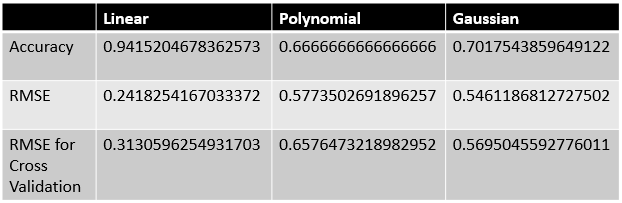 Linear Polynomial Gaussian
Accuracy 0.9415204678362573 0.6666666666666666 0.7017543859649122
RMSE 0.2418254167033372 0.5773502691896257 0.5461186812727502
RMSE for 0.3130596254931703 0.6576473218982952 0.5695045592776011
Cross
Validation